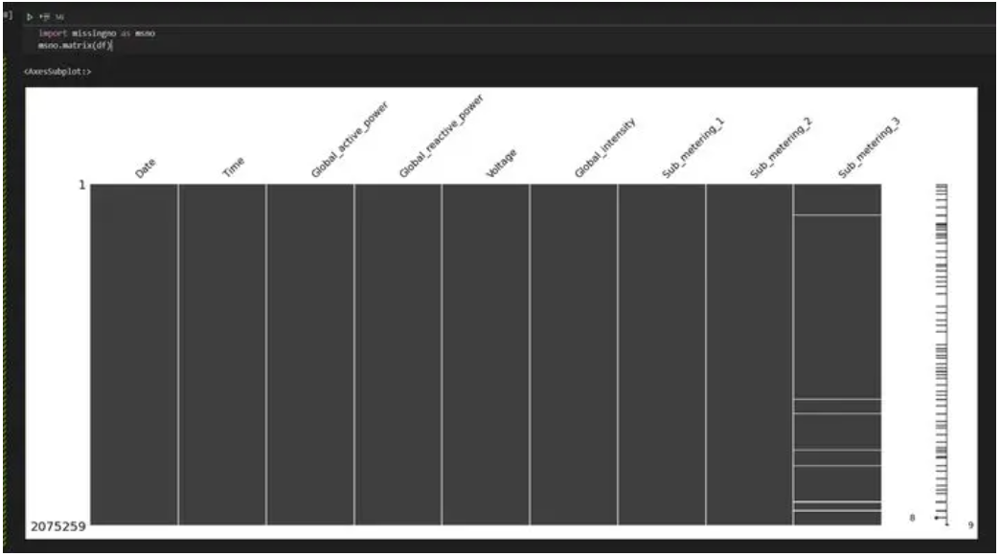 import missingno as msno
msno.matrix(df)
<AxesSubplot:>
Date
Time
Global_active_power
Global_reactive_power
Voltage
Global_intensity
Sub_metering_1
Sub_metering_2
Sub_metering_3
1
2075259
8
9